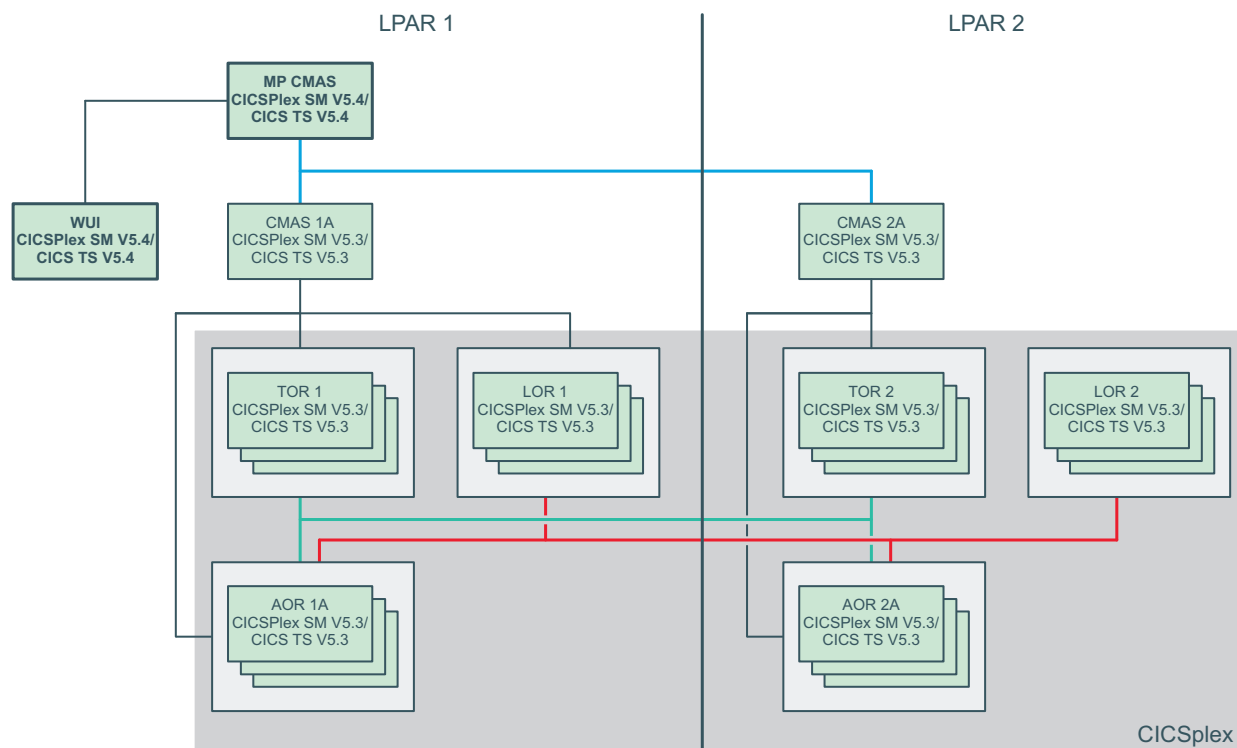 LPAR 1
LPAR 2
MP CMAS
CICSPlex SM V5.4/
CICS TS V5.4
WUI
CICSPlex SM V5.4/
CICS TS V5.4
CMAS 1A
CICSPlex SM V5.3/
CICS TS V5.3
CMAS 2A
CICSPlex SM V5.3/
CICS TS V5.3
TOR 1
CICSPlex SM V5.3/
CICS TS V5.3
LOR 1
CICSPlex SM V5.3/
CICS TS V5.3
TOR 2
CICSPlex SM V5.3/
CICS TS V5.3
LOR 2
CICSPlex SM V5.3/
CICS TS V5.3
AOR 1A
CICSPlex SM V5.3/
CICS TS V5.3
AOR 2A
CICSPlex SM V5.3/
CICS TS V5.3
CICSplex